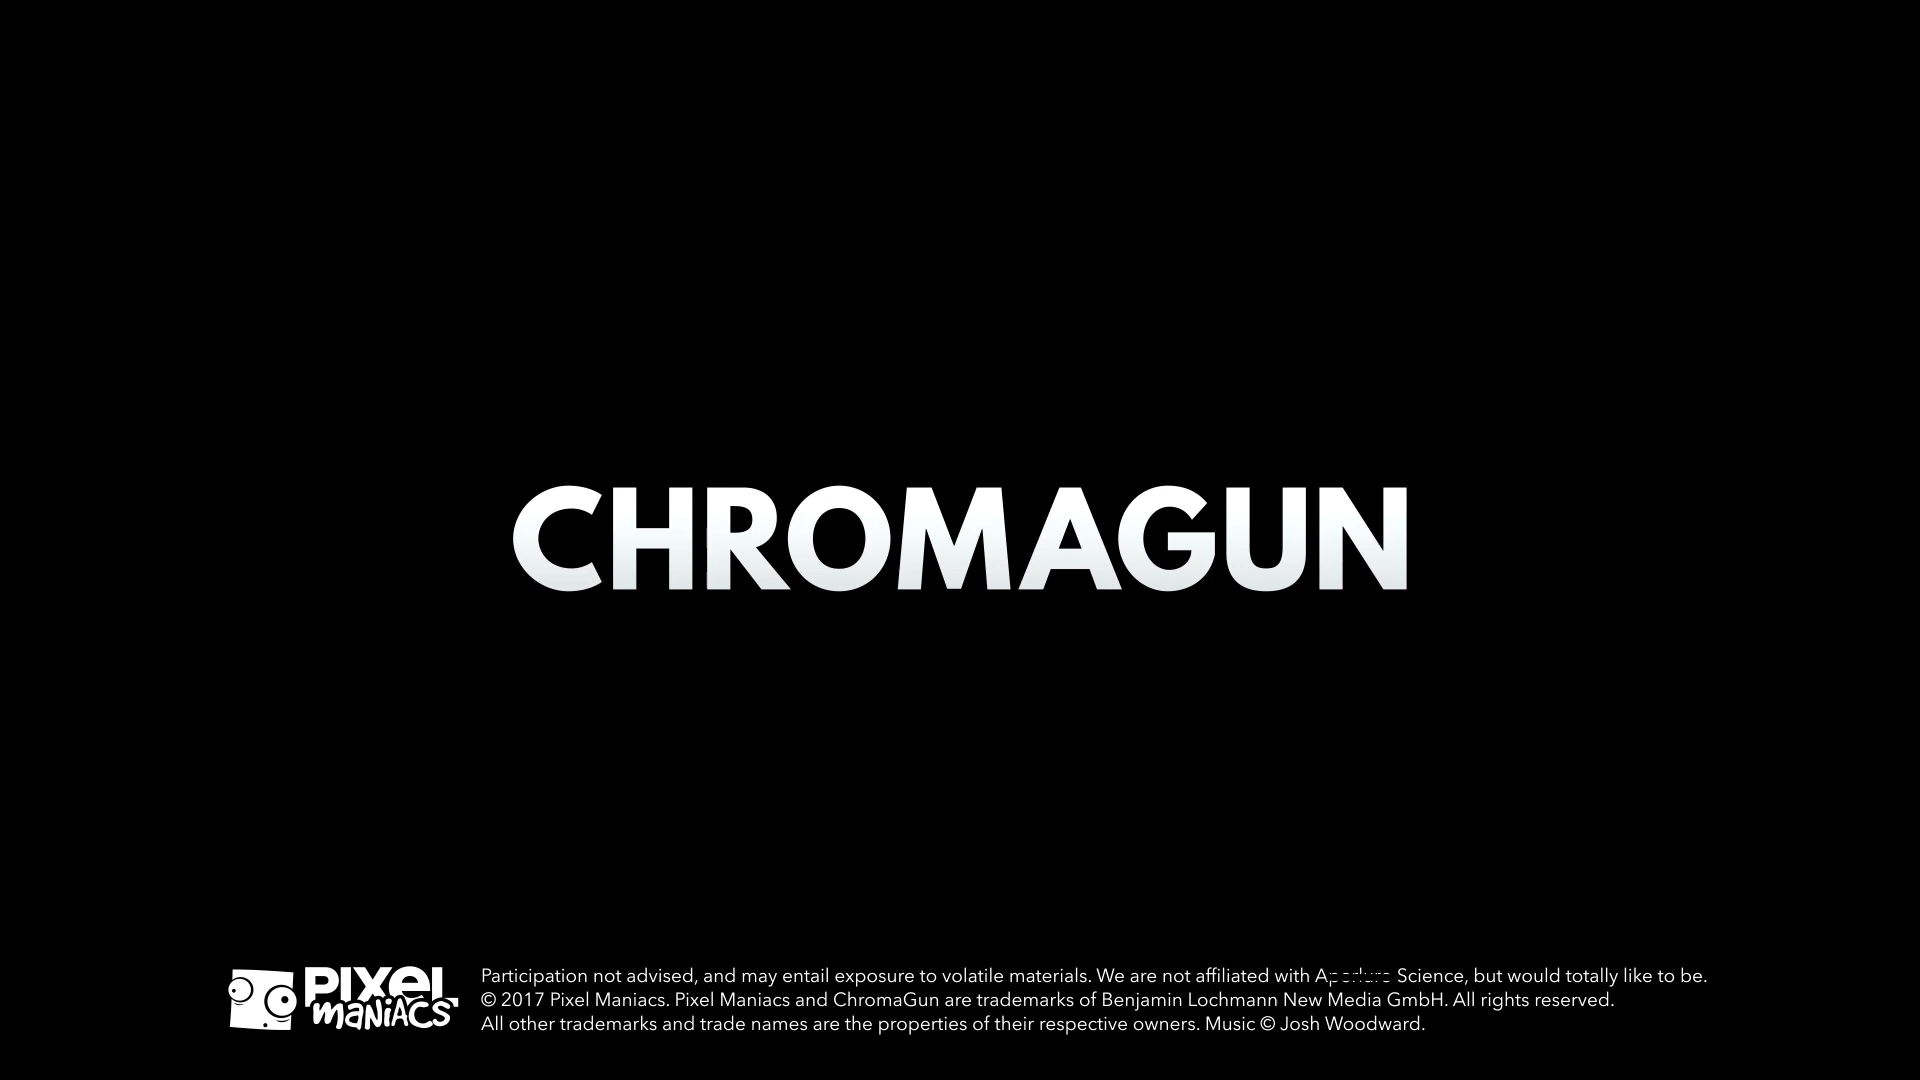 CHROMAGUN
PIXEL
MANIACS
Participation not advised, and may entail exposure to volatile materials. We are not affiliated with Science, but would totally like to be.
© 2017 Pixel Maniacs. Pixel Maniacs and ChromaGun are trademarks of Benjamin Lochmann New Media GmbH. All rights reserved.
All other trademarks and trade names are the properties of their respective owners. Music © Josh Woodward.